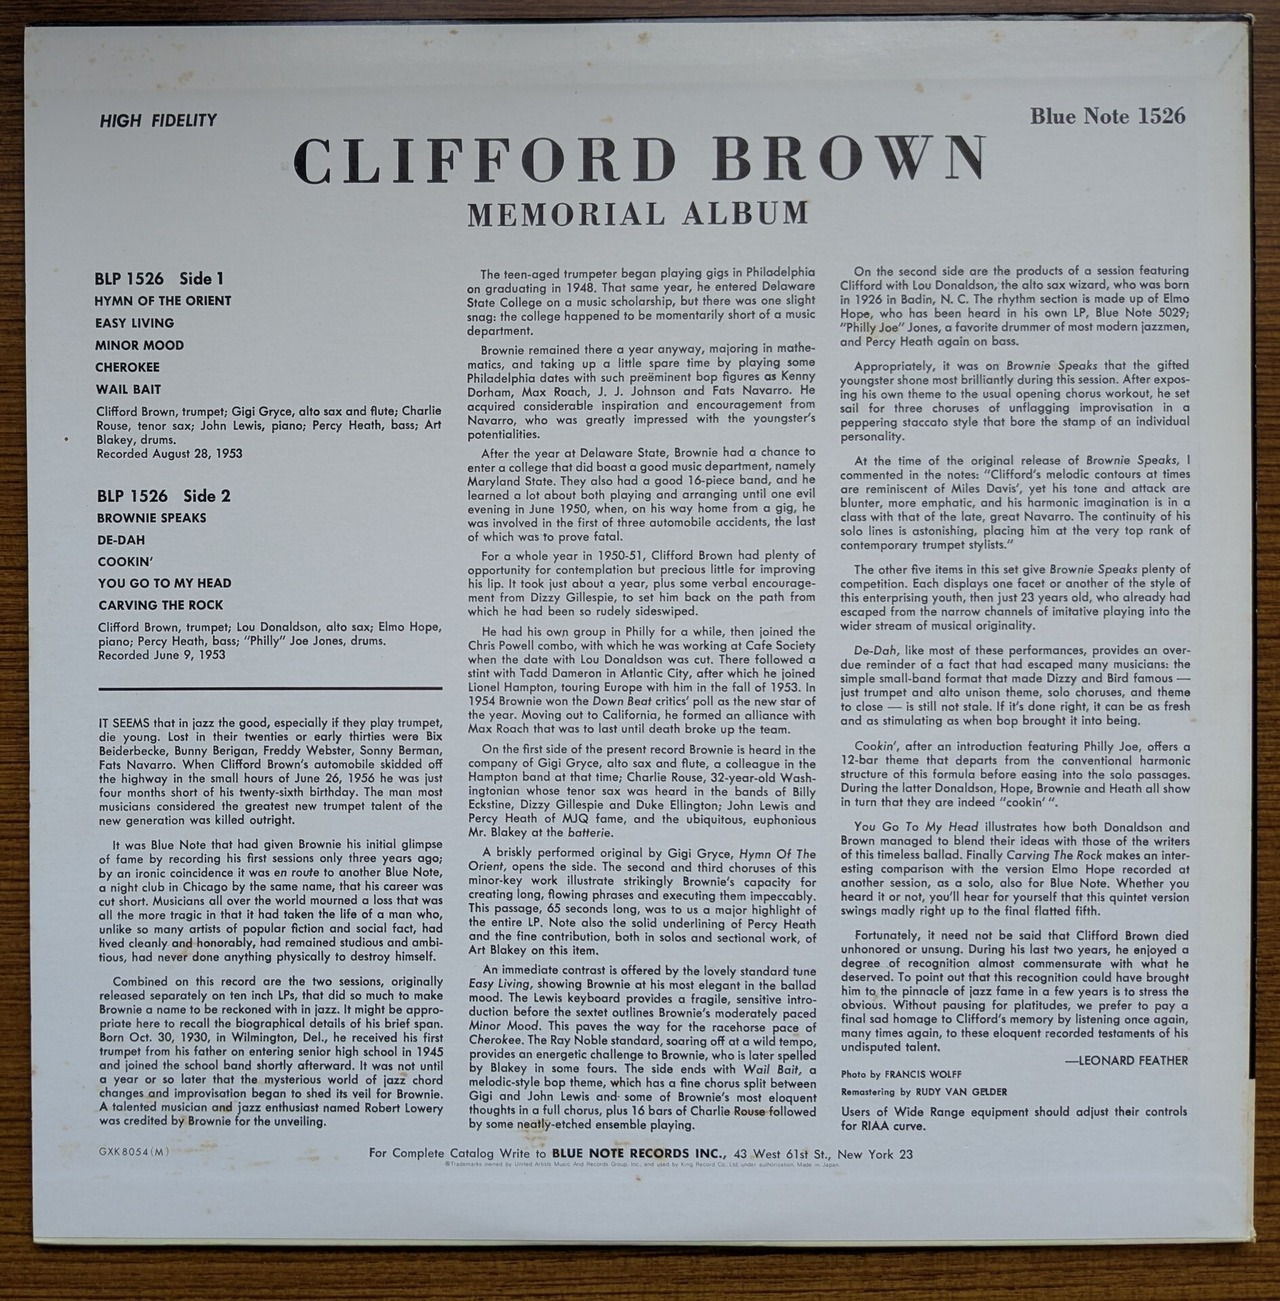 HIGH FIDELITY
Blue Note 1526
CLIFFORD BROWN
MEMORIAL ALBUM
BLP 1526 Side 1
HYMN OF THE ORIENT
EASY LIVING
MINOR MOOD
CHEROKEE
WAIL BAIT
Clifford Brown, trumpet; Gigi Gryce, alto sax and flute; Charlie
Rouse, tenor sax; John Lewis, piano; Percy Heath, bass; Art
Blakey, drums.
Recorded August 28, 1953
BLP 1526 Side 2
BROWNIE SPEAKS
DE-DAH
COOKIN'
YOU GO TO MY HEAD
CARVING THE ROCK
Clifford Brown, trumpet; Lou Donaldson, alto sax; Elmo Hope,
piano; Percy Heath, bass; "Philly" Joe Jones, drums.
Recorded June 9, 1953
IT SEEMS that in jazz the good, especially if they play trumpet,
die young. Lost in their twenties or early thirties were Bix
Beiderbecke, Bunny Berigan, Freddy Webster, Sonny Berman,
Fats Navarro. When Clifford Brown's automobile skidded off
the highway in the small hours of June 26, 1956 he was just
four months short of his twenty-sixth birthday. The man most
musicians considered the greatest new trumpet talent of the
new generation was killed outright.
It was Blue Note that had given Brownie his initial glimpse
of fame by recording his first sessions only three years ago;
by an ironic coincidence it was en route to another Blue Note,
a night club in Chicago by the same name, that his career was
cut short. Musicians all over the world mourned a loss that was
all the more tragic in that it had taken the life of a man who,
unlike so many artists of popular fiction and social fact, had
lived cleanly and honorably, had remained studious and ambi-
tious, had never done anything physically to destroy himself.
Combined on this record are the two sessions, originally
released separately on ten inch LPs, that did so much to make
Brownie a name to be reckoned with in jazz. It might be appro-
priate here to recall the biographical details of his brief span.
Born Oct. 30, 1930, in Wilmington, Del., he received his first
trumpet from his father on entering senior high school in 1945
and joined the school band shortly afterward. It was not until
a year or so later that the mysterious world of jazz chord
changes and improvisation began to shed its veil for Brownie.
A talented musician and jazz enthusiast named Robert Lowery
was credited by Brownie for the unveiling.
The teen-aged trumpeter began playing gigs in Philadelphia
on graduating in 1948. That same year, he entered Delaware
State College on a music scholarship, but there was one slight
snag: the college happened to be momentarily short of a music
department.
Brownie remained there a year anyway, majoring in mathe-
matics, and taking up a little spare time by playing some
Philadelphia dates with such preëminent bop figures as Kenny
Dorham, Max Roach, J. J. Johnson and Fats Navarro. He
acquired considerable inspiration and encouragement from
Navarro, who was greatly impressed with the youngster's
potentialities.
After the year at Delaware State, Brownie had a chance to
enter a college that did boast a good music department, namely
Maryland State. They also had a good 16-piece band, and he
learned a lot about both playing and arranging until one evil
evening in June 1950, when, on his way home from a gig, he
was involved in the first of three automobile accidents, the last
of which was to prove fatal.
For a whole year in 1950-51, Clifford Brown had plenty of
opportunity for contemplation but precious little for improving
his lip. It took just about a year, plus some verbal encourage-
ment from Dizzy Gillespie, to set him back on the path from
which he had been so rudely sideswiped.
He had his own group in Philly for a while, then joined the
Chris Powell combo, with which he was working at Cafe Society
when the date with Lou Donaldson was cut. There followed a
stint with Tadd Dameron in Atlantic City, after which he joined
Lionel Hampton, touring Europe with him in the fall of 1953. In
1954 Brownie won the Down Beat critics' poll as the new star of
the year. Moving out to California, he formed an alliance with
Max Roach that was to last until death broke up the team.
On the first side of the present record Brownie is heard in the
company of Gigi Gryce, alto sax and flute, a colleague in the
Hampton band at that time; Charlie Rouse, 32-year-old Wash-
ingtonian whose tenor sax was heard in the bands of Billy
Eckstine, Dizzy Gillespie and Duke Ellington; John Lewis and
Percy Heath of MJQ fame, and the ubiquitous, euphonious
Mr. Blakey at the batterie.
A briskly performed original by Gigi Gryce, Hymn Of The
Orient, opens the side. The second and third choruses of this
minor-key work illustrate strikingly Brownie's capacity for
creating long, flowing phrases and executing them impeccably.
This passage, 65 seconds long, was to us a major highlight of
the entire LP. Note also the solid underlining of Percy Heath
and the fine contribution, both in solos and sectional work, of
Art Blakey on this item.
An immediate contrast is offered by the lovely standard tune
Easy Living, showing Brownie at his most elegant in the ballad
mood. The Lewis keyboard provides a fragile, sensitive intro-
duction before the sextet outlines Brownie's moderately paced
Minor Mood. This paves the way for the racehorse pace of
Cherokee. The Ray Noble standard, soaring off at a wild tempo,
provides an energetic challenge to Brownie, who is later spelled
by Blakey in some fours. The side ends with Wail Bait, a
melodic-style bop theme, which has a fine chorus split between
Gigi and John Lewis and some of Brownie's most eloquent
thoughts in a full chorus, plus 16 bars of Charlie Rouse followed
by some neatly-etched ensemble playing.
On the second side are the products of a session featuring
Clifford with Lou Donaldson, the alto sax wizard, who was born
in 1926 in Badin, N. C. The rhythm section is made up of Elmo
Hope, who has been heard in his own LP, Blue Note 5029;
"Philly Joe" Jones, a favorite drummer of most modern jazzmen,
and Percy Heath again on bass.
Appropriately, it was on Brownie Speaks that the gifted
youngster shone most brilliantly during this session. After expos-
ing his own theme to the usual opening chorus workout, he set
sail for three choruses of unflagging improvisation in a
peppering staccato style that bore the stamp of an individual
personality.
At the time of the original release of Brownie Speaks, I
commented in the notes: "Clifford's melodic contours at times
are reminiscent of Miles Davis', yet his tone and attack are
blunter, more emphatic, and his harmonic imagination is in a
class with that of the late, great Navarro. The continuity of his
solo lines is astonishing, placing him at the very top rank of
contemporary trumpet stylists."
The other five items in this set give Brownie Speaks plenty of
competition. Each displays one facet or another of the style of
this enterprising youth, then just 23 years old, who already had
escaped from the narrow channels of imitative playing into the
wider stream of musical originality.
De-Dah, like most of these performances, provides an over-
due reminder of a fact that had escaped many musicians: the
simple small-band format that made Dizzy and Bird famous —
just trumpet and alto unison theme, solo choruses, and theme
to close — is still not stale. If it's done right, it can be as fresh
and as stimulating as when bop brought it into being.
Cookin', after an introduction featuring Philly Joe, offers a
12-bar theme that departs from the conventional harmonic
structure of this formula before easing into the solo passages.
During the latter Donaldson, Hope, Brownie and Heath all show
in turn that they are indeed "cookin' ".
You Go To My Head illustrates how both Donaldson and
Brown managed to blend their ideas with those of the writers
of this timeless ballad. Finally Carving The Rock makes an inter-
esting comparison with the version Elmo Hope recorded at
another session, as a solo, also for Blue Note. Whether you
heard it or not, you'll hear for yourself that this quintet version
swings madly right up to the final flatted fifth.
Fortunately, it need not be said that Clifford Brown died
unhonored or unsung. During his last two years, he enjoyed a
degree of recognition almost commensurate with what he
deserved. To point out that this recognition could have brought
him to the pinnacle of jazz fame in a few years is to stress the
obvious. Without pausing for platitudes, we prefer to pay a
final sad homage to Clifford's memory by listening once again,
many times again, to these eloquent recorded testaments of his
undisputed talent.
—LEONARD FEATHER
Photo by FRANCIS WOLFF
Remastering by RUDY VAN GELDER
Users of Wide Range equipment should adjust their controls
for RIAA curve.
GXK8054(M)
For Complete Catalog Write to BLUE NOTE RECORDS INC., 43 West 61st St., New York 23
®Trademarks owned by United Artists Music And Records Group. Inc., and used by King Record Co. Ltd. under authorization. Made in Japan